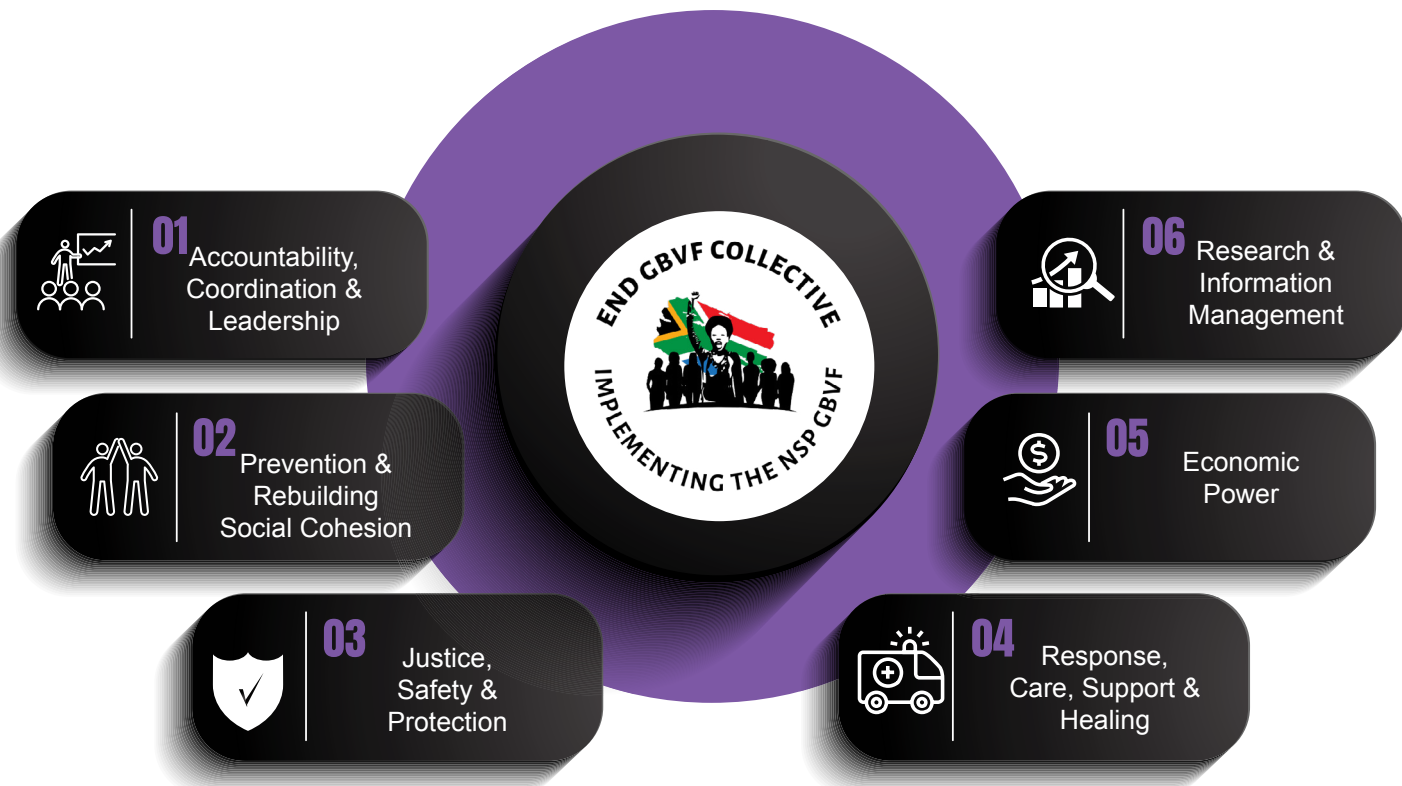 END GBVF COLLECTIVE
IMPLEMENTING THE NSP GBVF
01
Accountability,
Coordination &
Leadership
02
Prevention &
Rebuilding
Social Cohesion
03
Justice,
Safety &
Protection
04
Response,
Care, Support &
Healing
05
Economic
Power
06
Research &
Information
Management